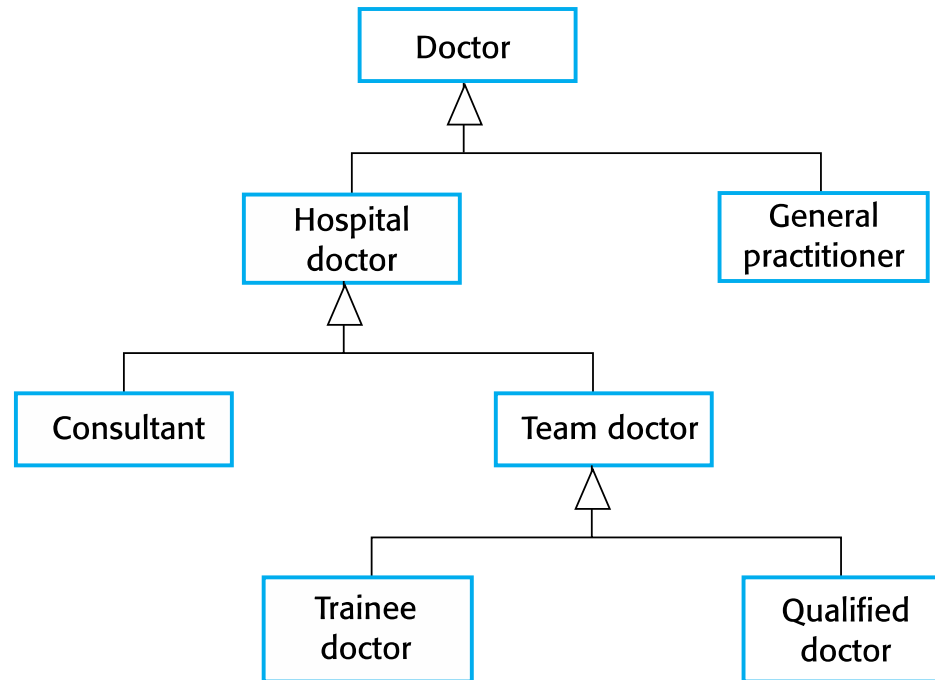 Doctor
Hospital
doctor
General
practitioner
Consultant
Team doctor
Trainee
doctor
Qualified
doctor